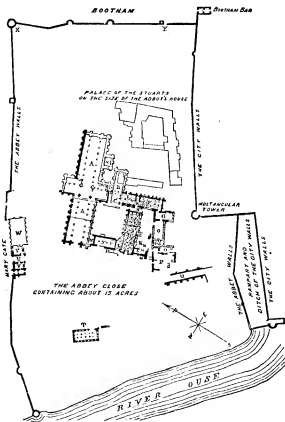 BOOTHAM
BOOTHAM BAR
X
Y
PALACE OF THE STUARTS
ON THE SITE OF THE ABBOT'S HOUSE
THE ABBEY WALLS
THE CITY WALLS
MULTANGULAR
TOWER
W
MARY GATE
THE ABBEY CLOSE
CONTAINING ABOUT 15 ACRES
T
THE ABBEY WALLS
RAMPART AND
DITCH OF THE CITY WALLS
THE CITY WALLS
N
E
W
S
RIVER OUSE